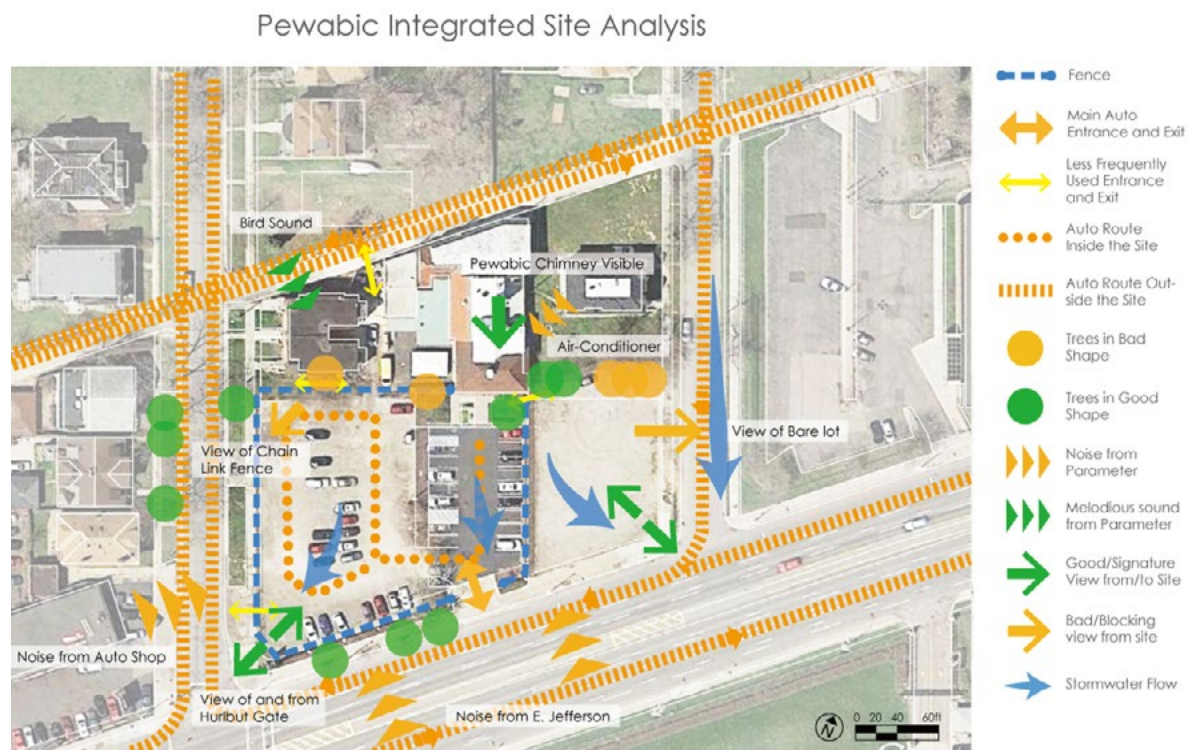 Pewabic Integrated Site Analysis
Fence
Main Auto
Entrance and Exit
Less Frequently
Used Entrance
and Exit
Auto Route
Inside the Site
Auto Route Out-
side the Site
Trees in Bad
Shape
Trees in Good
Shape
Noise from
Parameter
Melodious sound
from Parameter
Good/Signature
View from/to Site
Bad/Blocking
view from site
Stormwater Flow
Bird Sound
Pewabic Chimney Visible
Air-Conditioner
View of Bare lot
View of Chain
Link Fence
Noise from Auto Shop
View of and from
Hurlbut Gate
Noise from E. Jefferson
0 20 40 60ft